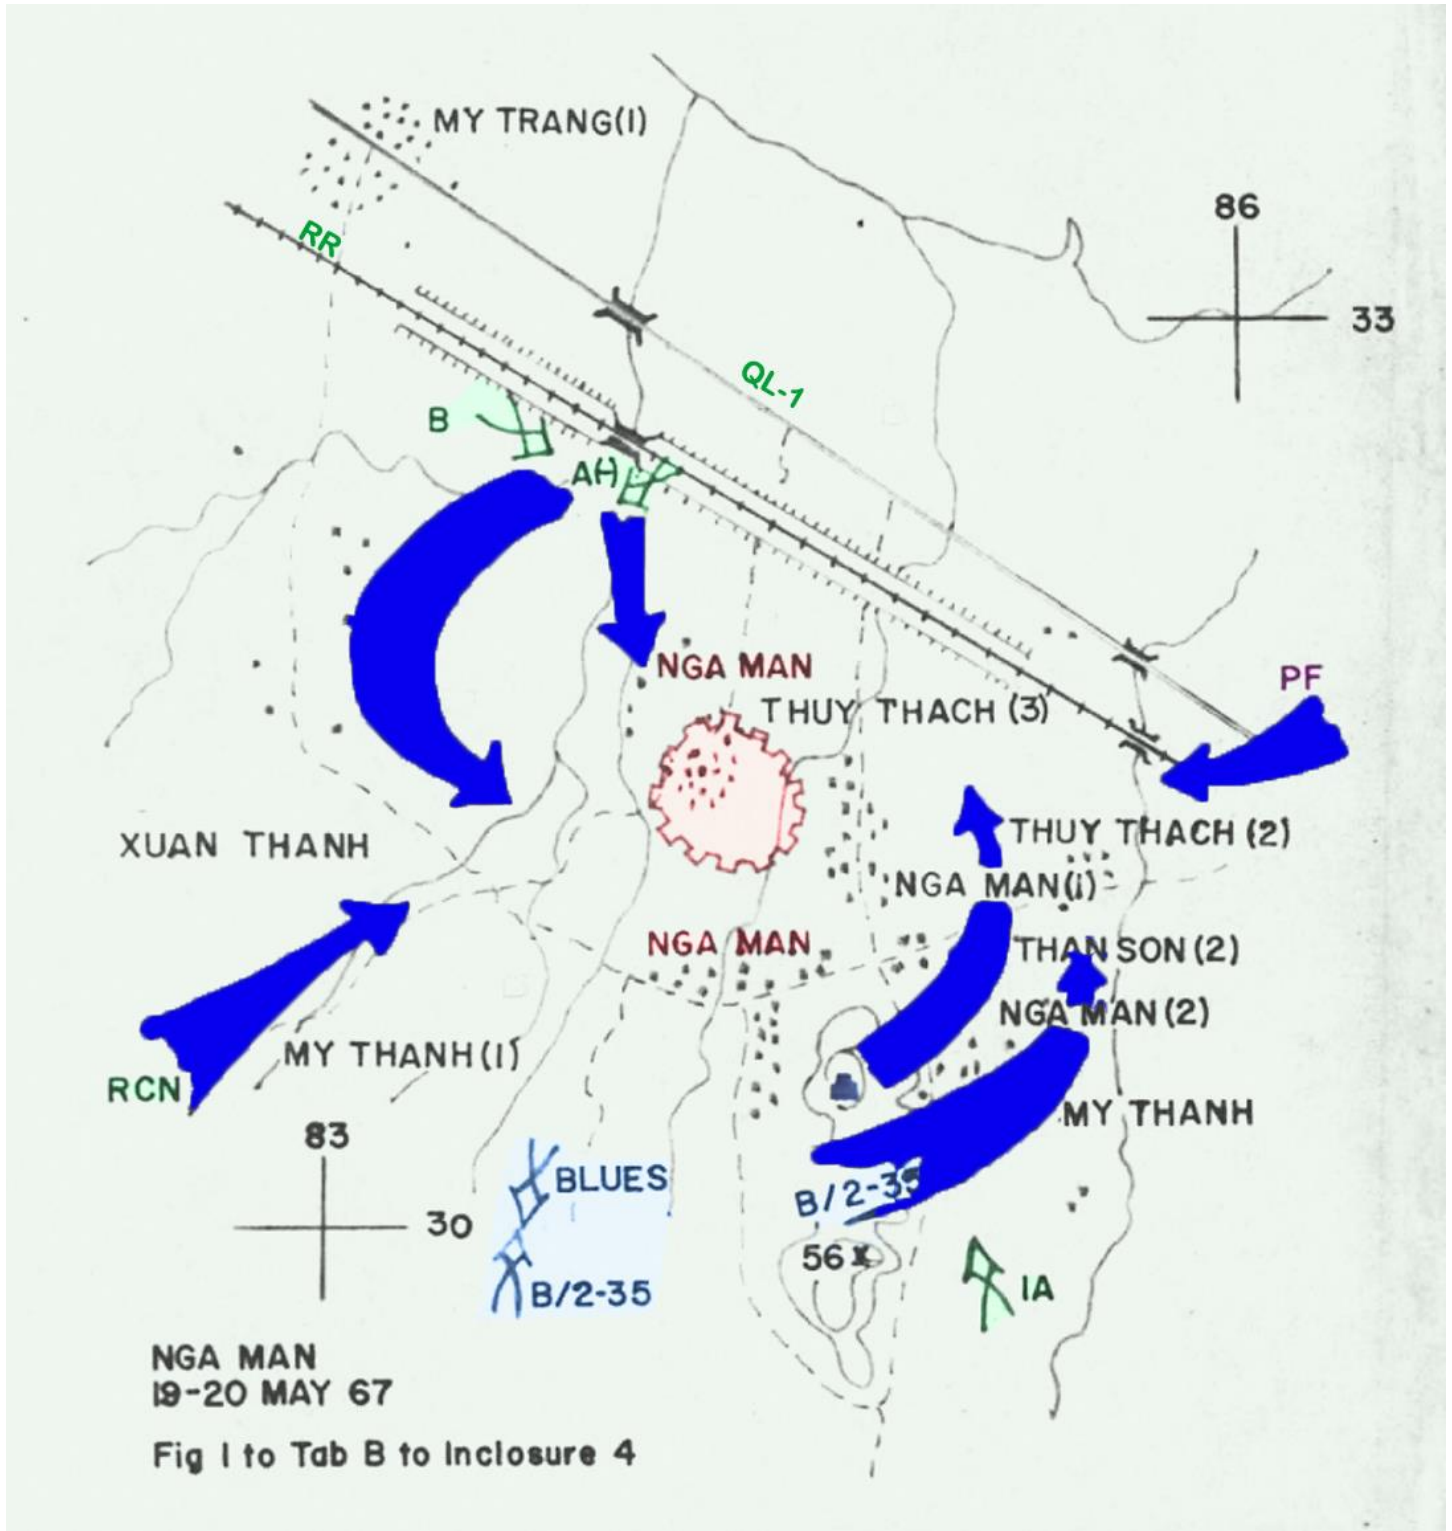 MY TRANG(1)
86
RR
33
QL-1
B
A(-)
NGA MAN
PF
THUY THACH (3)
THUY THACH (2)
XUAN THANH
NGA MAN(1)
NGA MAN
THAN SON (2)
NGA MAN (2)
MY THANH(1)
RCN
MY THANH
83
BLUES
B/2-35
30
56
B/2-35
1A
NGA MAN
19-20 MAY 67
Fig 1 to Tab B to Inclosure 4